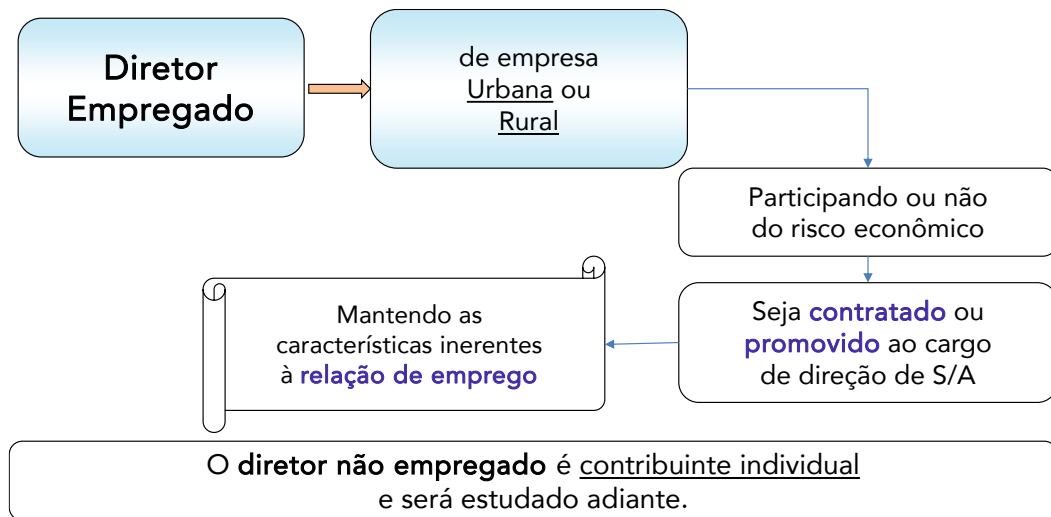 Diretor
Empregado
de empresa
Urbana ou
Rural
Participando ou não
do risco econômico
Seja contratado ou
promovido ao cargo
de direção de S/A
Mantendo as
características inerentes
à relação de emprego
O diretor não empregado é contribuinte individual
e será estudado adiante.